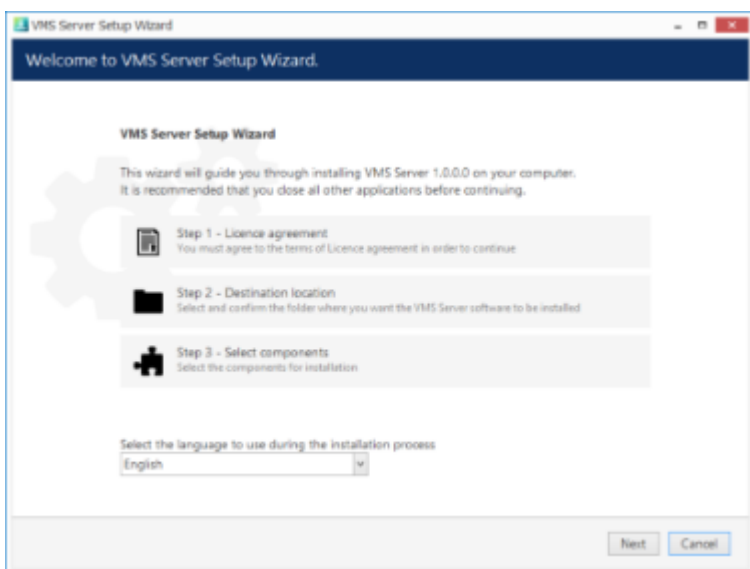 VMS Server Setup Wizard
Welcome to VMS Server Setup Wizard.
VMS Server Setup Wizard
This wizard will guide you through installing VMS Server 1.0.0.0 on your computer.
It is recommended that you close all other applications before continuing.
Step 1 - Licence agreement
You must agree to the terms of Licence agreement in order to continue
Step 2 - Destination location
Select and confirm the folder where you want the VMS Server software to be installed
Step 3 - Select components
Select the components for installation
Select the language to use during the installation process
English
Next Cancel